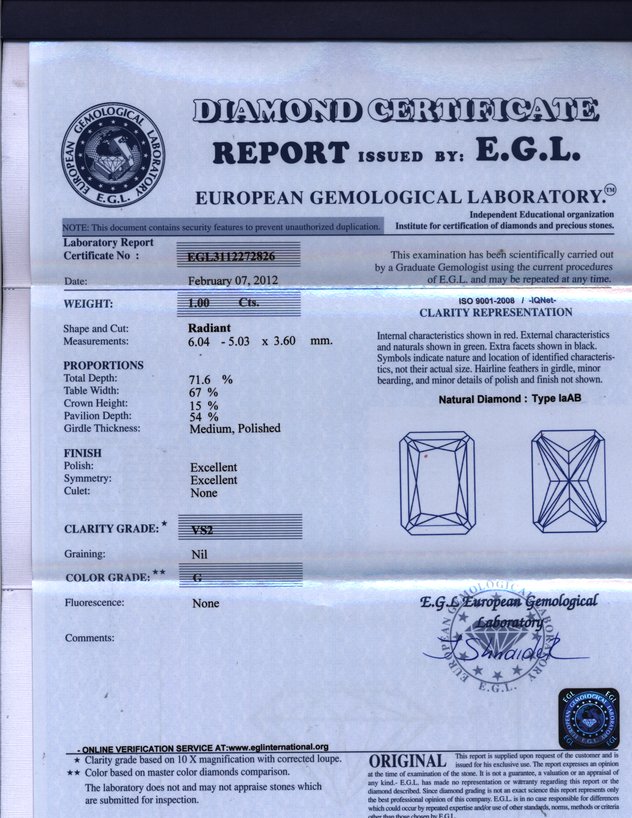 EUROPEAN GEMOLOGICAL LABORATORY
E.G.L.
DIAMOND CERTIFICATE
REPORT ISSUED BY: E.G.L.
EUROPEAN GEMOLOGICAL LABORATORY.™
Independent Educational organization
Institute for certification of diamonds and precious stones.
NOTE: This document contains security features to prevent unauthorized duplication.
Laboratory Report
Certificate No : EGL3112272826
Date: February 07, 2012
WEIGHT: 1.00 Cts.
Shape and Cut: Radiant
Measurements: 6.04 - 5.03 x 3.60 mm.
PROPORTIONS
Total Depth: 71.6 %
Table Width: 67 %
Crown Height: 15 %
Pavilion Depth: 54 %
Girdle Thickness: Medium, Polished
FINISH
Polish: Excellent
Symmetry: Excellent
Culet: None
CLARITY GRADE: ★ VS2
Graining: Nil
COLOR GRADE: ★★ G
Fluorescence: None
Comments:
This examination has been scientifically carried out
by a Graduate Gemologist using the current procedures
of E.G.L. and may be repeated at any time.
ISO 9001-2008 / -IQNet-
CLARITY REPRESENTATION
Internal characteristics shown in red. External characteristics
and naturals shown in green. Extra facets shown in black.
Symbols indicate nature and location of identified characteris-
tics, not their actual size. Hairline feathers in girdle, minor
bearding, and minor details of polish and finish not shown.
Natural Diamond : Type IaAB
E.G.L European Gemological
Laboratory
EUROPEAN GEMOLOGICAL LABORATORY
E.G.L.
EGL EGL
EUROPEAN GEMOLOGICAL LABORATORY
EGL EGL
- ONLINE VERIFICATION SERVICE AT:www.eglinternational.org
★ Clarity grade based on 10 X magnification with corrected loupe.
★★ Color based on master color diamonds comparison.
The laboratory does not and may not appraise stones which
are submitted for inspection.
ORIGINAL This report is supplied upon request of the customer and is
issued for his exclusive use. The report expresses an opinion
at the time of examination of the stone. It is not a guarantee, a valuation or an appraisal of
any kind.- E.G.L. has made no representation or warranty regarding this report or the
diamond described. Since diamond grading is not an exact science this report represents only
the best professional opinion of this company. E.G.L. is in no case responsible for differences
which could occur by repeated expertise and/or use of other standards, norms, methods or criteria
other than those chosen by E.G.L.